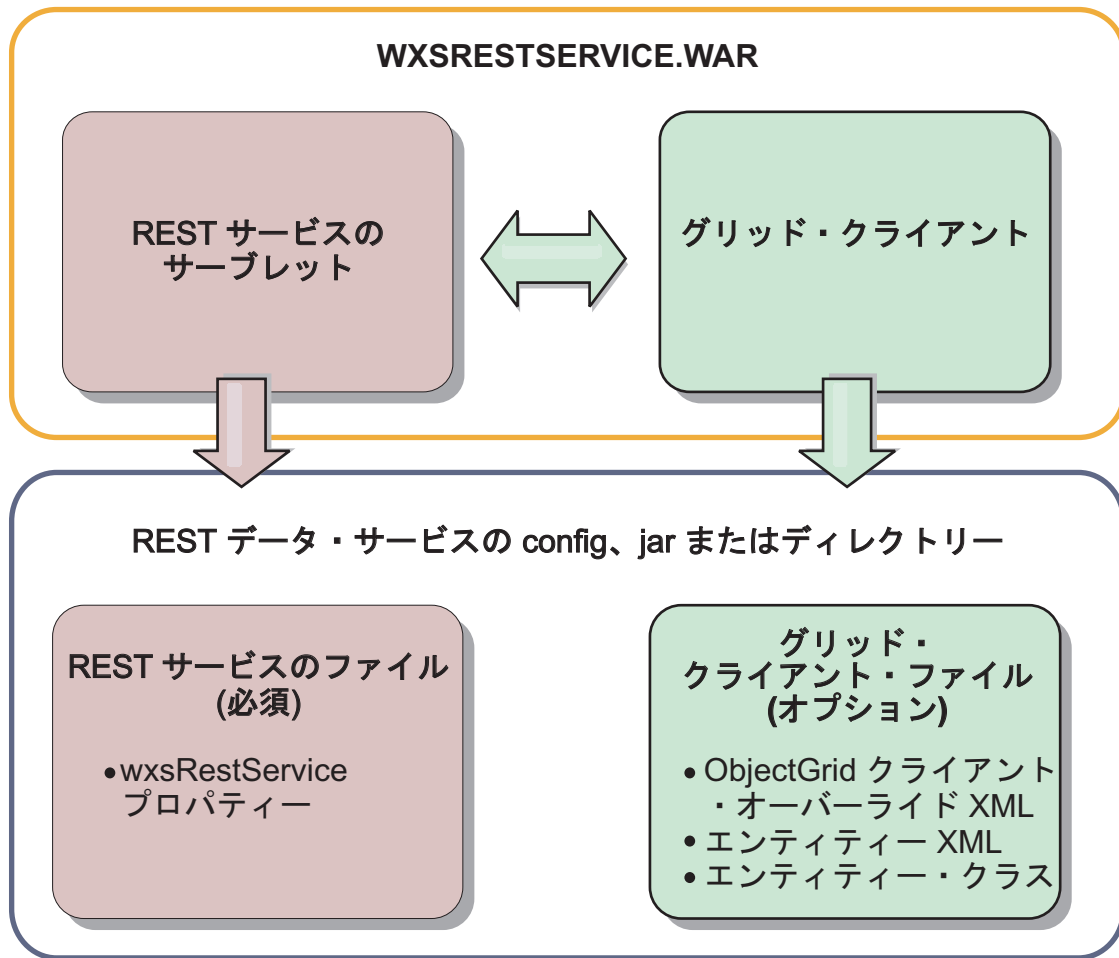 WXSRESTSERVICE.WAR
REST サービスの
サーブレット
グリッド・クライアント
REST データ・サービスの config、jar またはディレクトリー
REST サービスのファイル
(必須)
•wxsRestService
プロパティー
グリッド・
クライアント・ファイル
(オプション)
• ObjectGrid クライアント
・オーバーライド XML
• エンティティー XML
• エンティティー・クラス